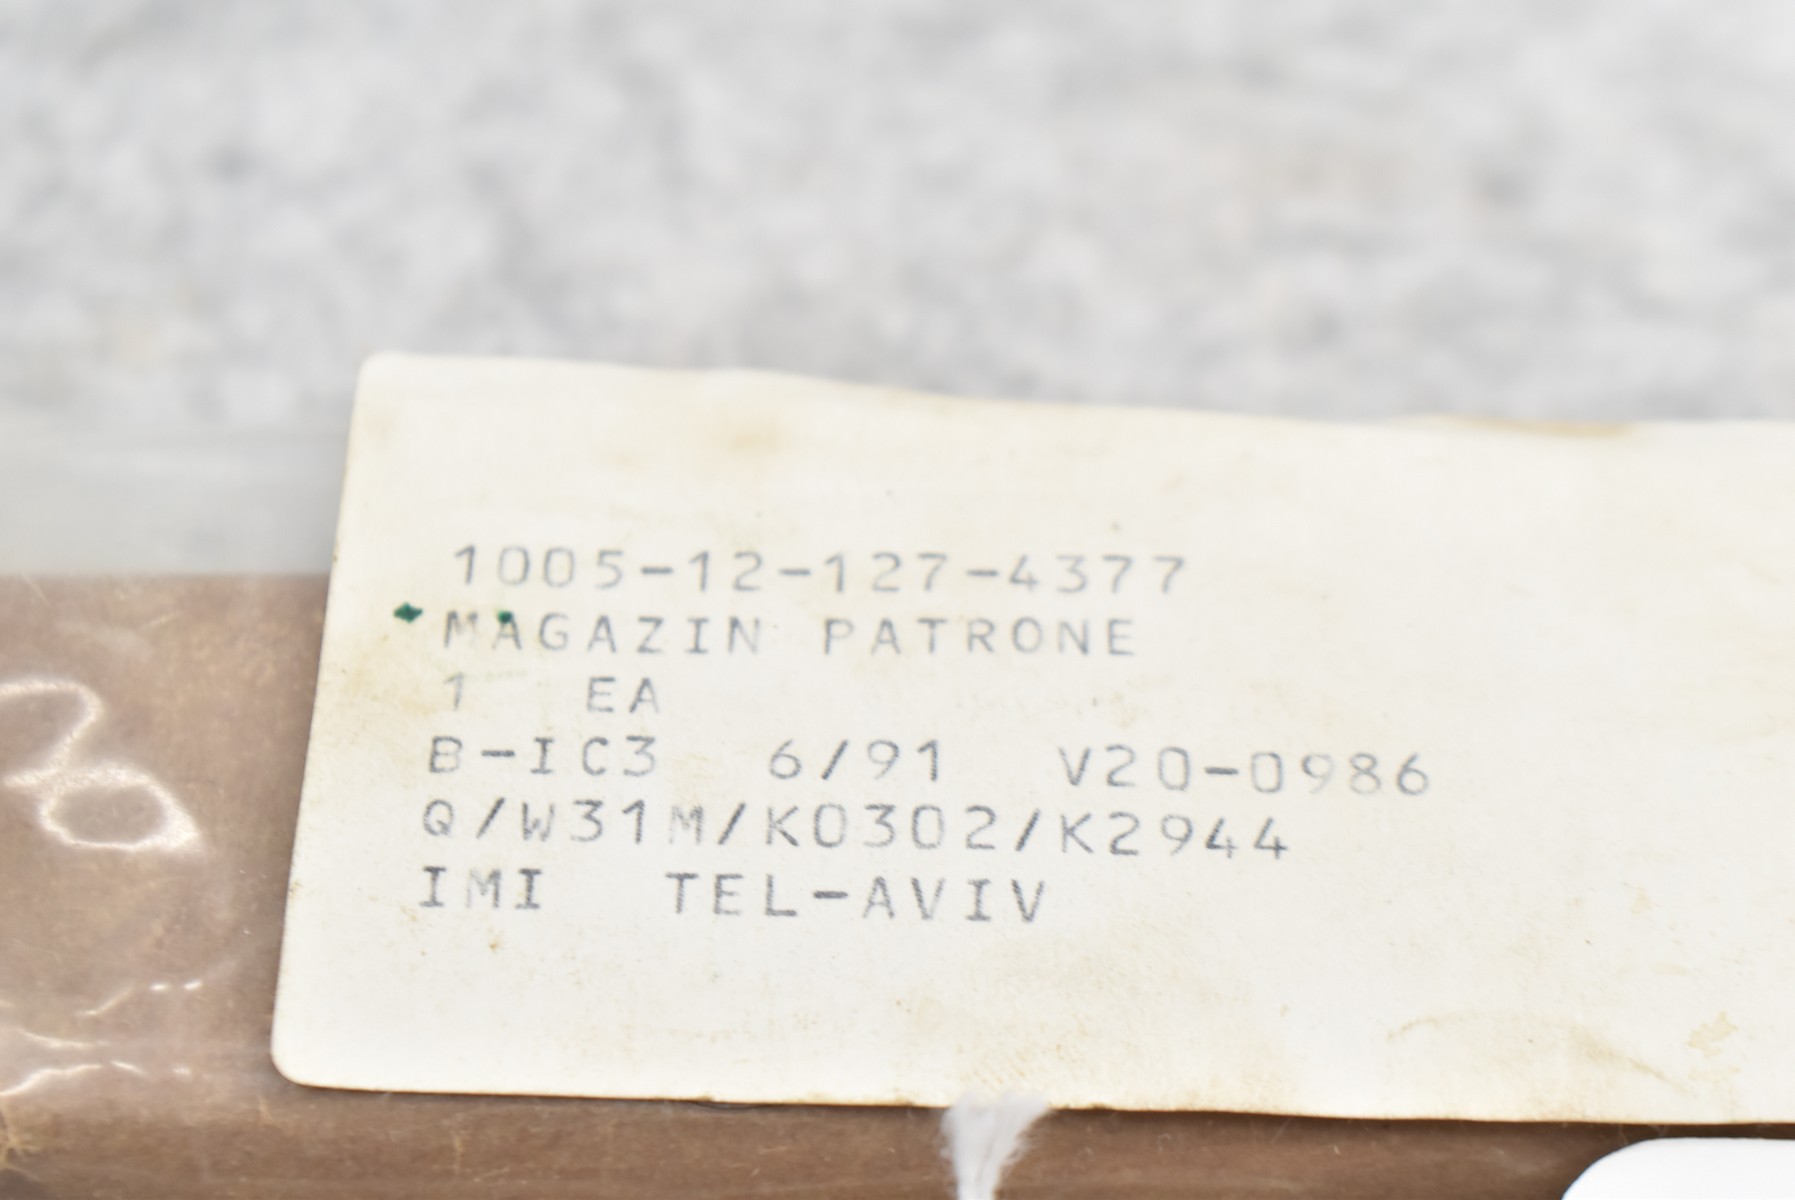 1005-12-127-4377
MAGAZIN PATRONE
1 EA
B-IC3 6/91 V20-0986
Q/W31M/K0302/K2944
IMI TEL-AVIV